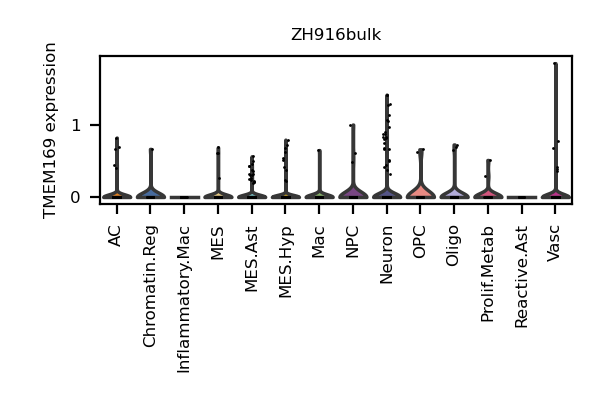 ZH916bulk
TMEM169 expression
1
0
AC
Chromatin.Reg
Inflammatory.Mac
MES
MES.Ast
MES.Hyp
Mac
NPC
Neuron
OPC
Oligo
Prolif.Metab
Reactive.Ast
Vasc